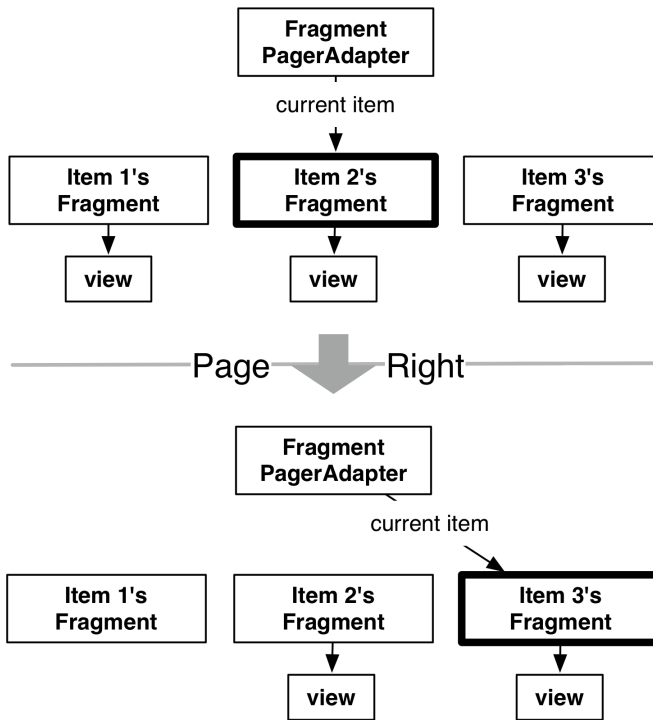 Fragment
PagerAdapter
current item
Item 1's
Fragment
Item 2's
Fragment
Item 3's
Fragment
view
view
view
Page
Right
Fragment
PagerAdapter
current item
Item 1's
Fragment
Item 2's
Fragment
Item 3's
Fragment
view
view